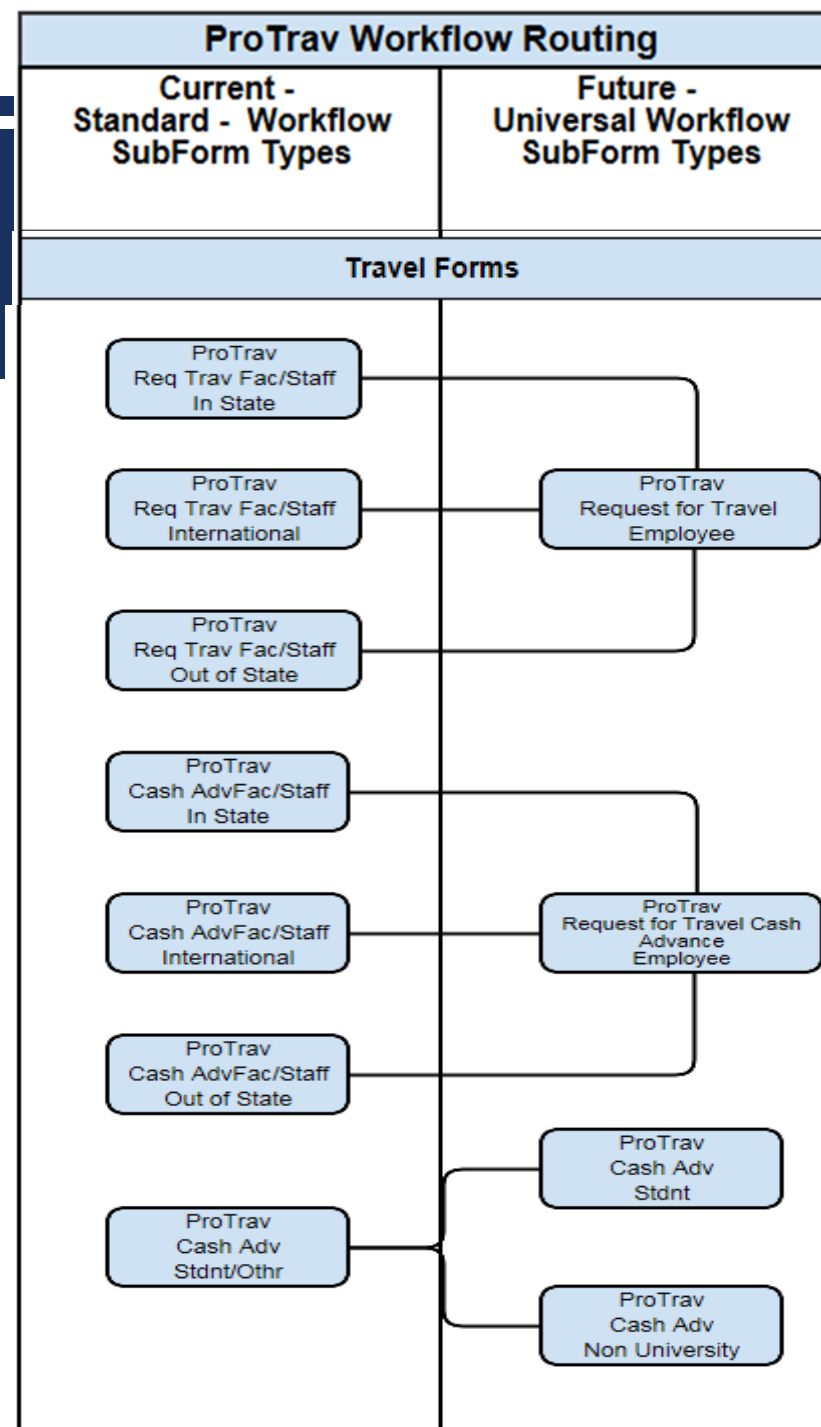 ProTrav Workflow Routing
Current -
Standard - Workflow
SubForm Types
Future -
Universal Workflow
SubForm Types
Travel Forms
ProTrav
Req Trav Fac/Staff
In State
ProTrav
Req Trav Fac/Staff
International
ProTrav
Request for Travel
Employee
ProTrav
Req Trav Fac/Staff
Out of State
ProTrav
Cash AdvFac/Staff
In State
ProTrav
Cash AdvFac/Staff
International
ProTrav
Request for Travel Cash
Advance
Employee
ProTrav
Cash AdvFac/Staff
Out of State
ProTrav
Cash Adv
Stdnt
ProTrav
Cash Adv
Stdnt/Othr
ProTrav
Cash Adv
Non University